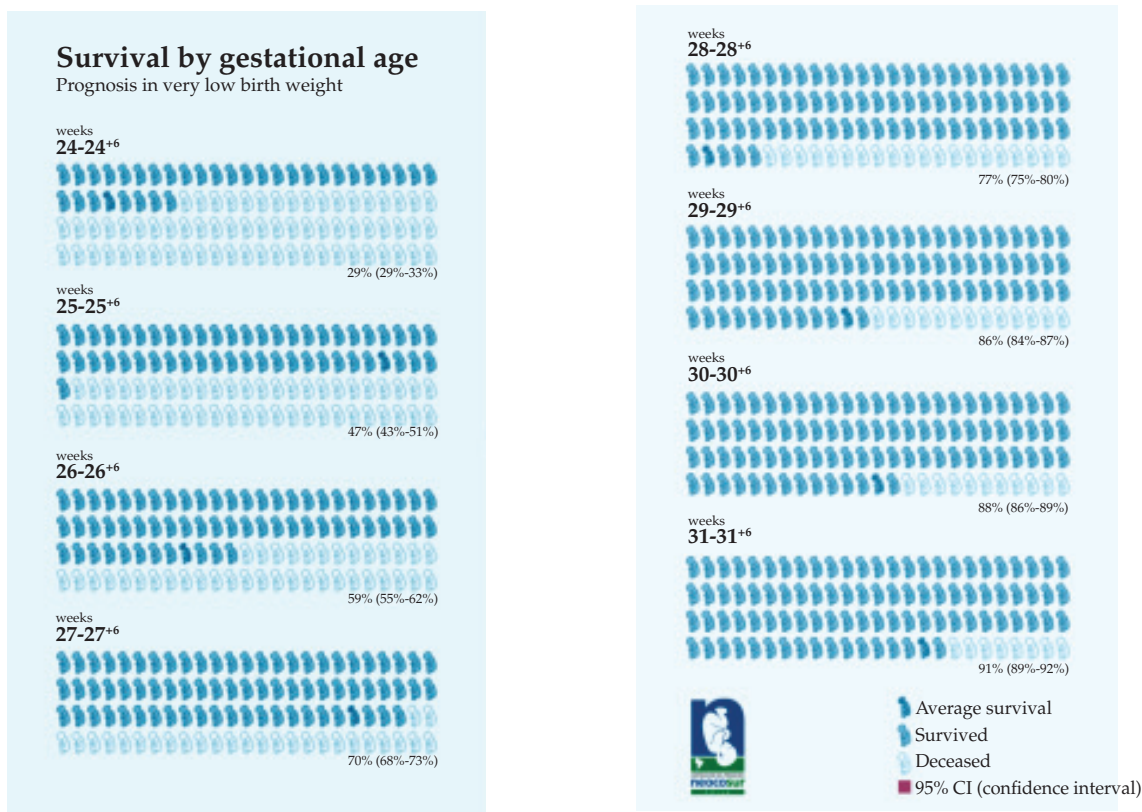 Survival by gestational age
Prognosis in very low birth weight
weeks
24-24+6
29% (29%-33%)
weeks
25-25+6
47% (43%-51%)
weeks
26-26+6
59% (55%-62%)
weeks
27-27+6
70% (68%-73%)
weeks
28-28+6
77% (75%-80%)
weeks
29-29+6
86% (84%-87%)
weeks
30-30+6
88% (86%-89%)
weeks
31-31+6
91% (89%-92%)
neocosur
Average survival
Survived
Deceased
95% CI (confidence interval)